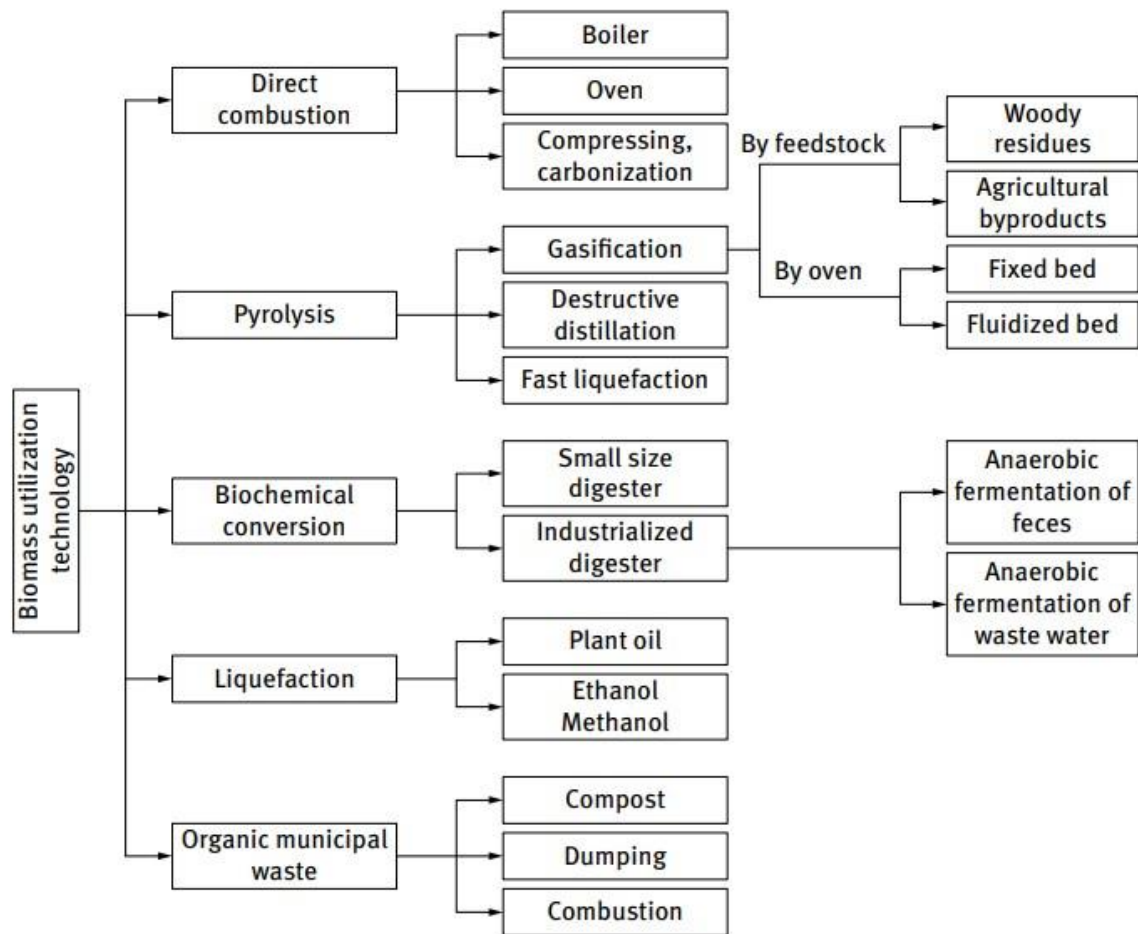 Biomass utilization
technology
Direct
combustion
Boiler
Oven
Compressing,
carbonization
Pyrolysis
Gasification
By feedstock
Woody
residues
Agricultural
byproducts
By oven
Fixed bed
Fluidized bed
Destructive
distillation
Fast liquefaction
Biochemical
conversion
Small size
digester
Industrialized
digester
Anaerobic
fermentation of
feces
Anaerobic
fermentation of
waste water
Liquefaction
Plant oil
Ethanol
Methanol
Organic municipal
waste
Compost
Dumping
Combustion